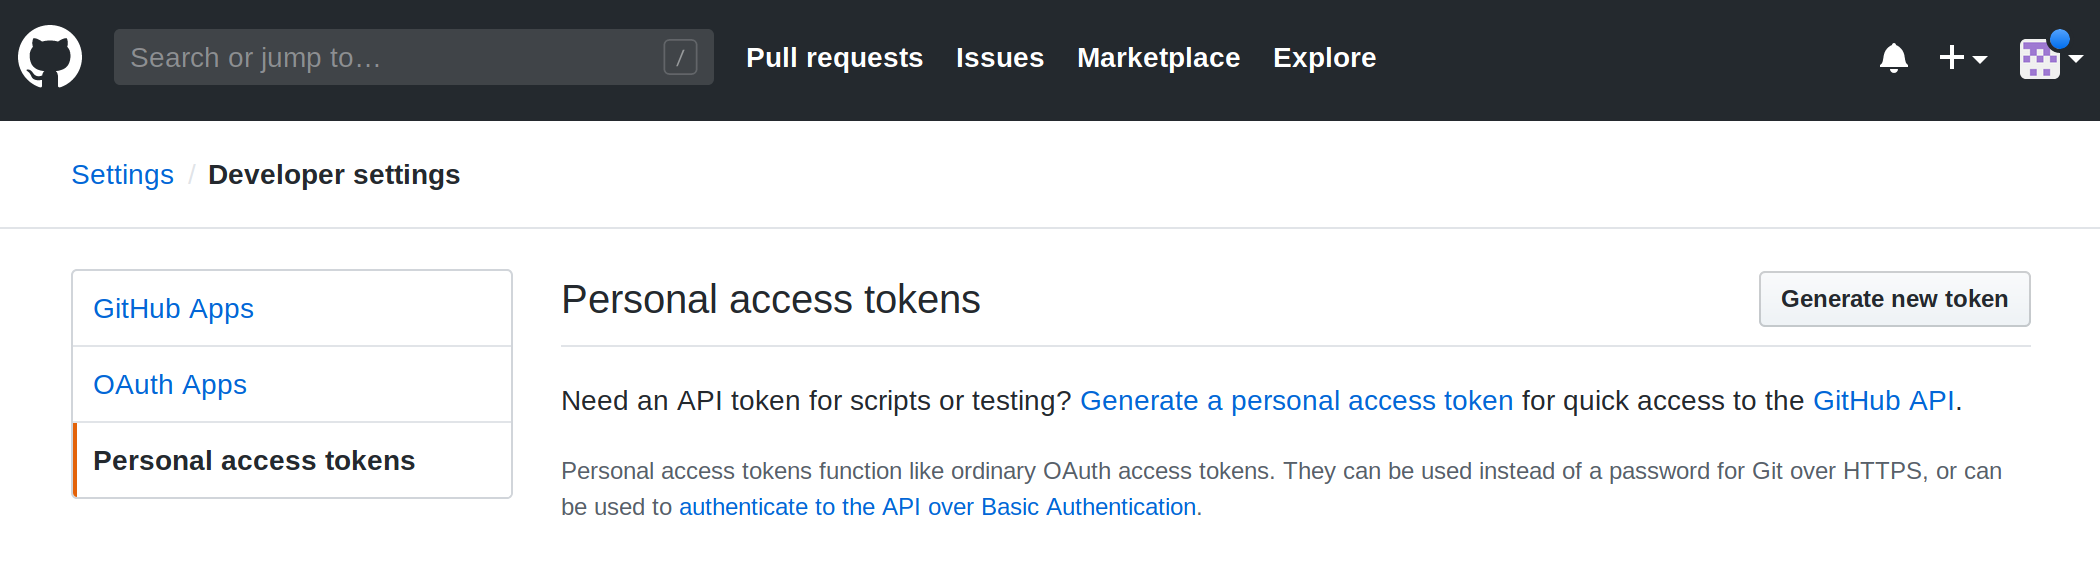 Search or jump to… /
Pull requests Issues Marketplace Explore
Settings / Developer settings
GitHub Apps
OAuth Apps
Personal access tokens
Personal access tokens
Generate new token
Need an API token for scripts or testing? Generate a personal access token for quick access to the GitHub API.
Personal access tokens function like ordinary OAuth access tokens. They can be used instead of a password for Git over HTTPS, or can
be used to authenticate to the API over Basic Authentication.